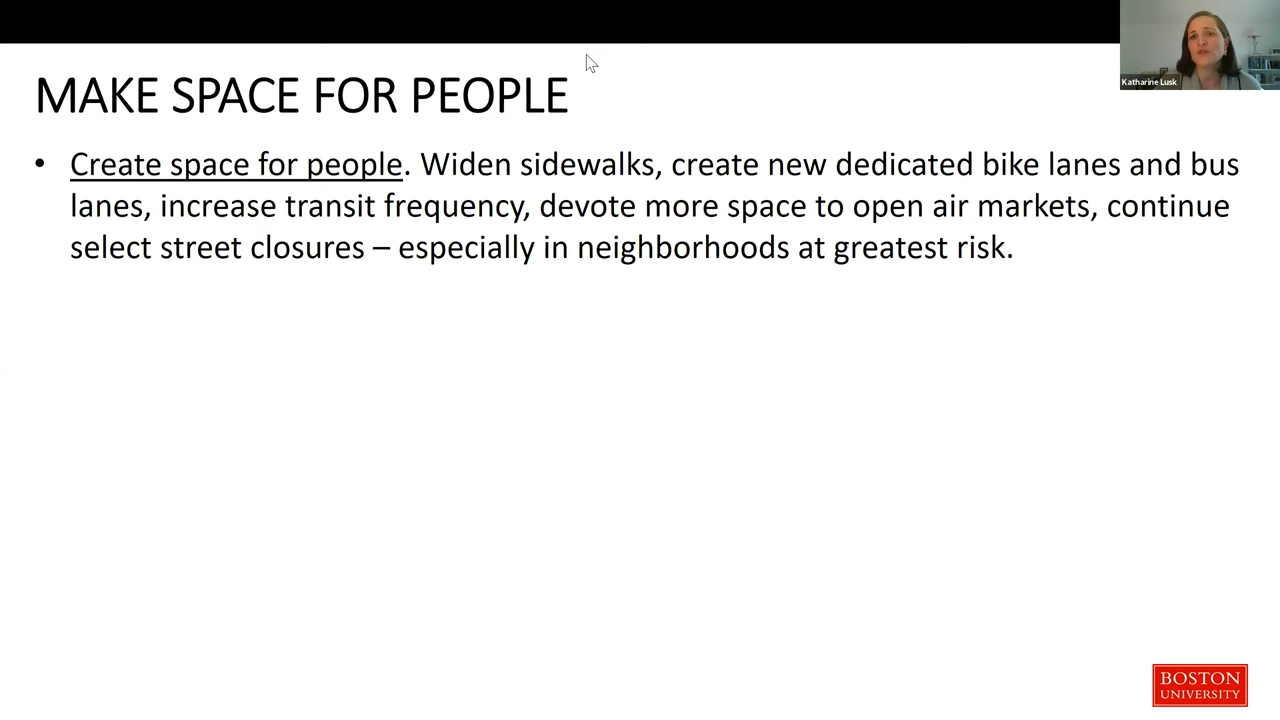 Katharine Lusk
MAKE SPACE FOR PEOPLE
• Create space for people. Widen sidewalks, create new dedicated bike lanes and bus
lanes, increase transit frequency, devote more space to open air markets, continue
select street closures – especially in neighborhoods at greatest risk.
BOSTON
UNIVERSITY